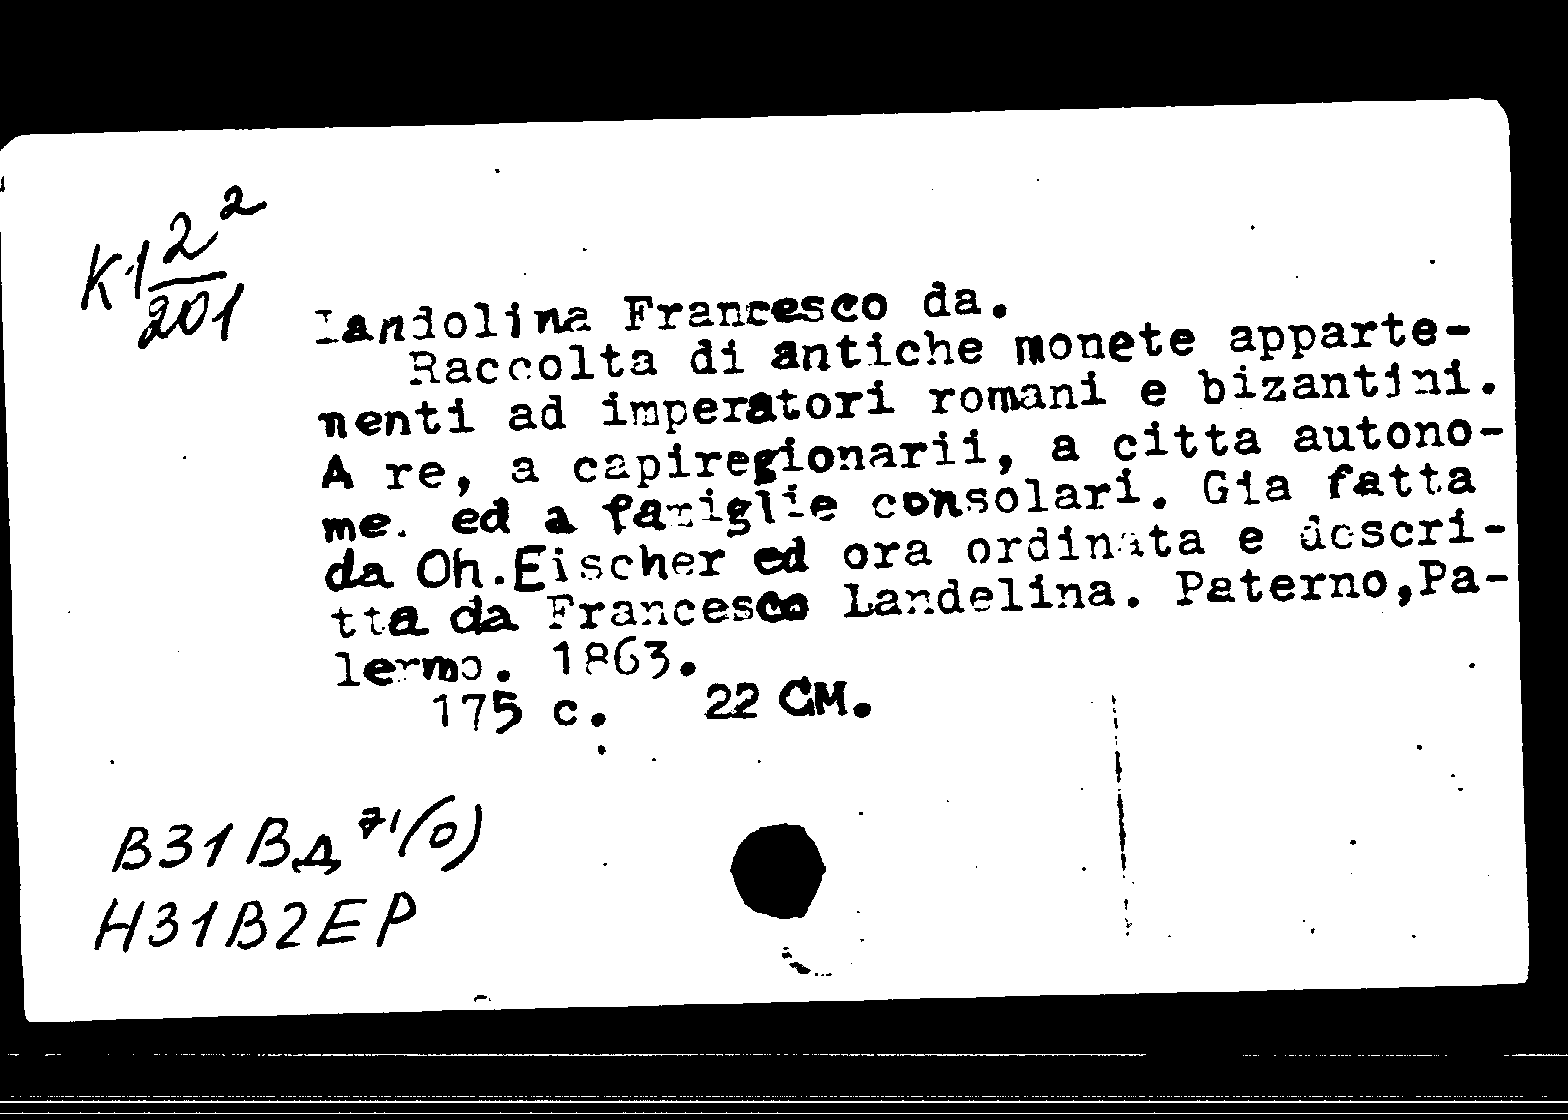 К1 2²/201
Landolina Francesco da.
Raccolta di antiche monete apparte-
nenti ad imperatori romani e bizantini.
A re, a capiregionarii, a citta autono-
me. ed a famiglie consolari. Gia fatta
da Oh.Eischer ed ora ordinata e descri-
tta da Francesco Landelina. Paterno,Pa-
lermo. 1863.
175 c. 22 CM.
В31Вд 71(0)
Н31В2ЕР